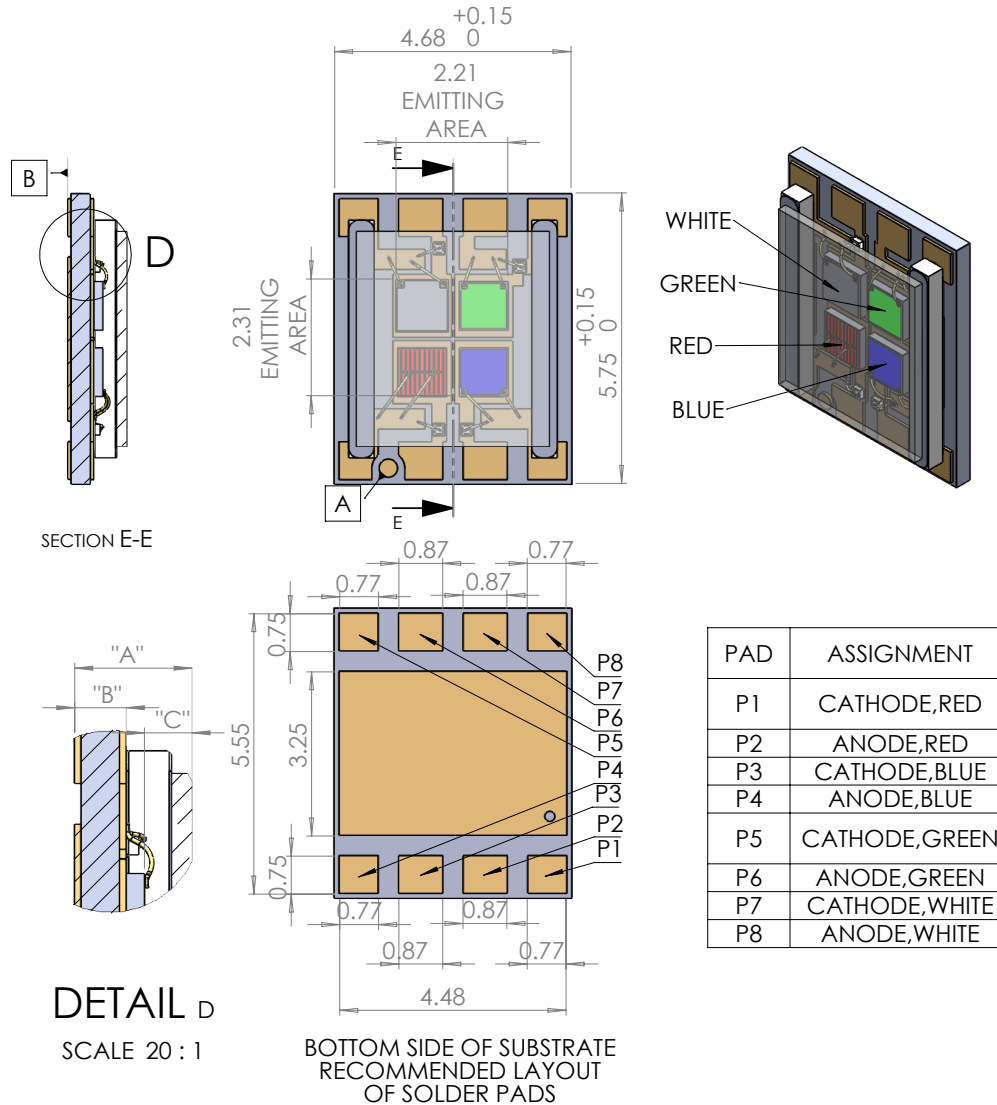 +0.15
4.68 0
2.21
EMITTING
AREA
E
B
D
2.31
EMITTING
AREA
+0.15
5.75 0
A
E
SECTION E-E
WHITE
GREEN
RED
BLUE
0.87
0.77
0.77
0.87
0.75
"A"
"B"
"C"
5.55
3.25
P8
P7
P6
P5
P4
P3
P2
P1
0.75
0.77
0.87
0.87
0.77
4.48
DETAIL D
SCALE 20 : 1
BOTTOM SIDE OF SUBSTRATE
RECOMMENDED LAYOUT
OF SOLDER PADS
PAD ASSIGNMENT
P1 CATHODE,RED
P2 ANODE,RED
P3 CATHODE,BLUE
P4 ANODE,BLUE
P5 CATHODE,GREEN
P6 ANODE,GREEN
P7 CATHODE,WHITE
P8 ANODE,WHITE